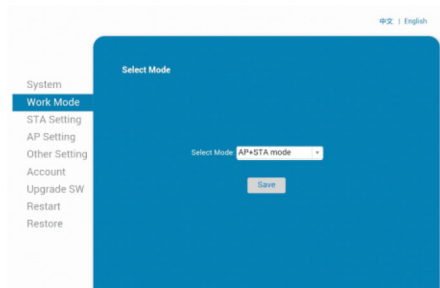 中文 | English
Select Mode
System
Work Mode
STA Setting
AP Setting
Other Setting
Account
Upgrade SW
Restart
Restore
Select Mode: AP+STA mode
Save